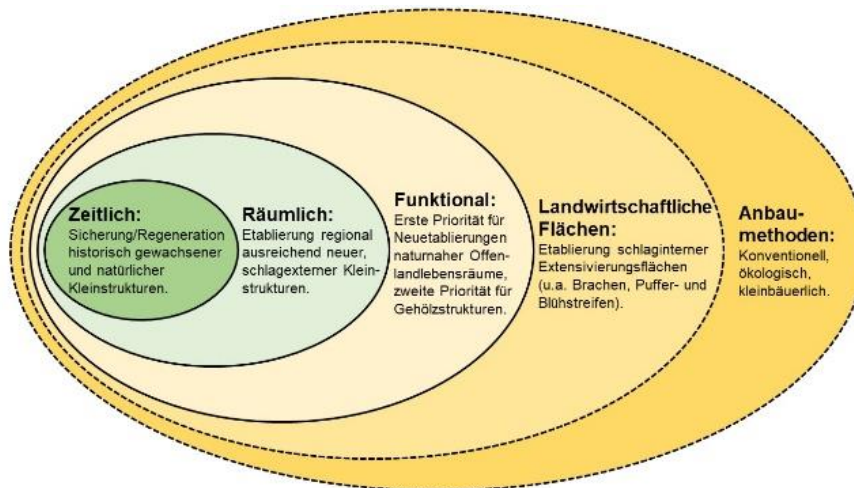 Zeitlich:
Sicherung/Regeneration
historisch gewachsener
und natürlicher
Kleinstrukturen.
Räumlich:
Etablierung regional
ausreichend neuer,
schlagexterner Klein-
strukturen.
Funktional:
Erste Priorität für
Neuetablierungen
naturnaher Offen-
landlebensräume,
zweite Priorität für
Gehölzstrukturen.
Landwirtschaftliche
Flächen:
Etablierung schlaginterner
Extensivierungsflächen
(u.a. Brachen, Puffer- und
Blühstreifen).
Anbau-
methoden:
Konventionell,
ökologisch,
kleinbäuerlich.